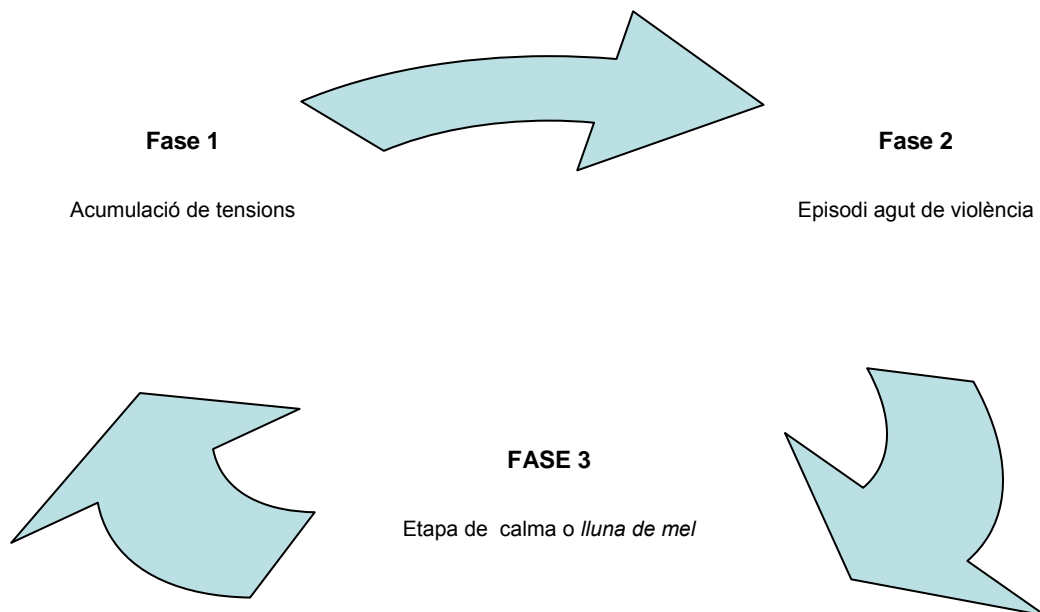 Fase 1
Acumulació de tensions
Fase 2
Episodi agut de violència
FASE 3
Etapa de  calma o lluna de mel